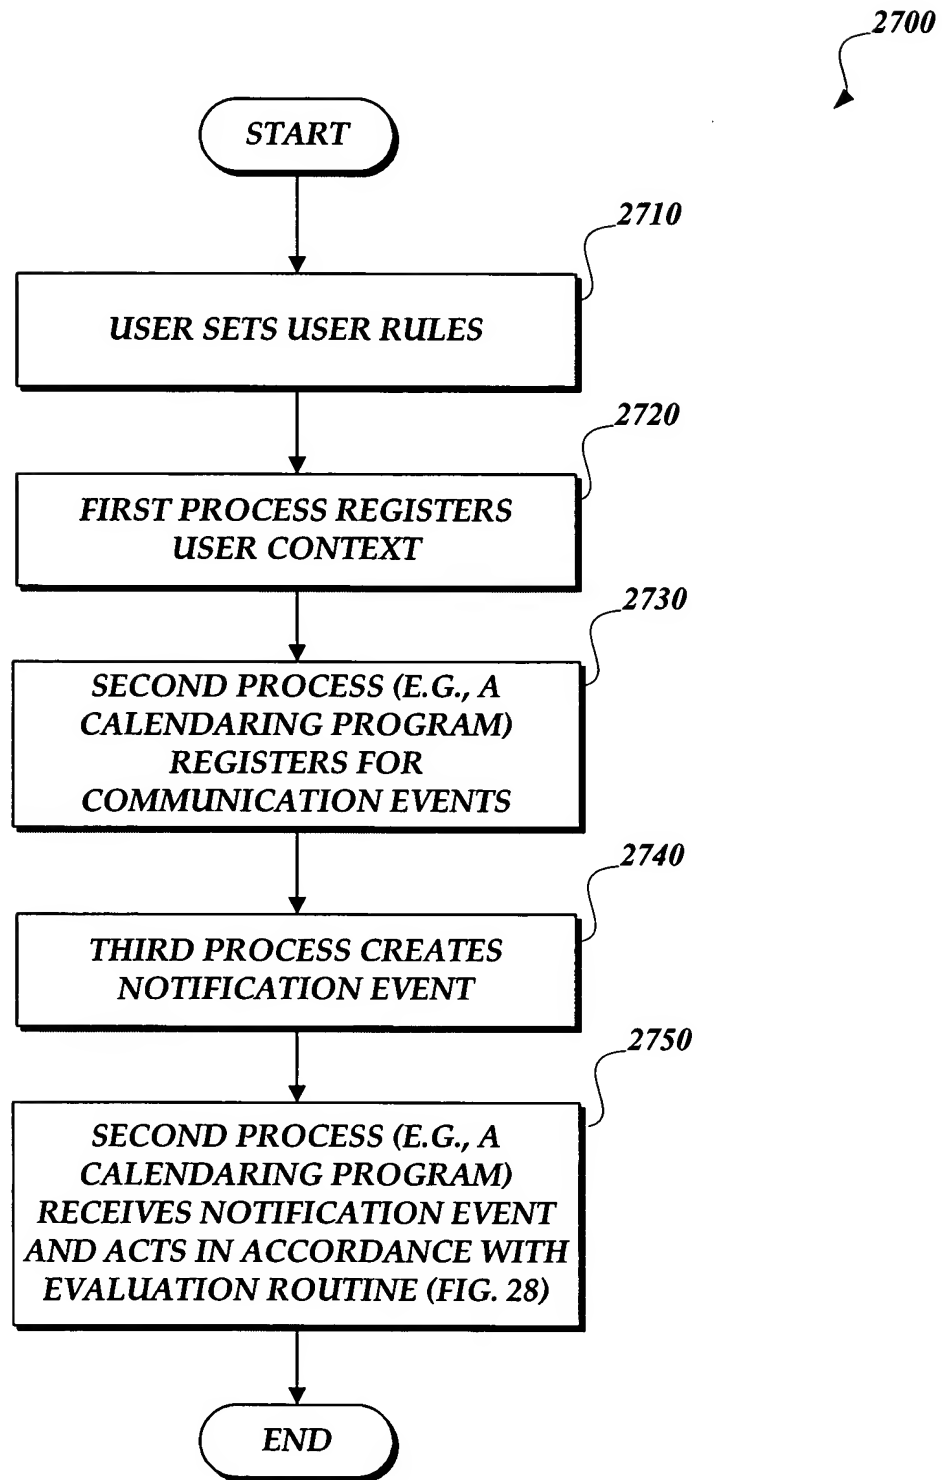 2700
START
2710
USER SETS USER RULES
2720
FIRST PROCESS REGISTERS
USER CONTEXT
2730
SECOND PROCESS (E.G., A
CALENDARING PROGRAM)
REGISTERS FOR
COMMUNICATION EVENTS
2740
THIRD PROCESS CREATES
NOTIFICATION EVENT
2750
SECOND PROCESS (E.G., A
CALENDARING PROGRAM)
RECEIVES NOTIFICATION EVENT
AND ACTS IN ACCORDANCE WITH
EVALUATION ROUTINE (FIG. 28)
END